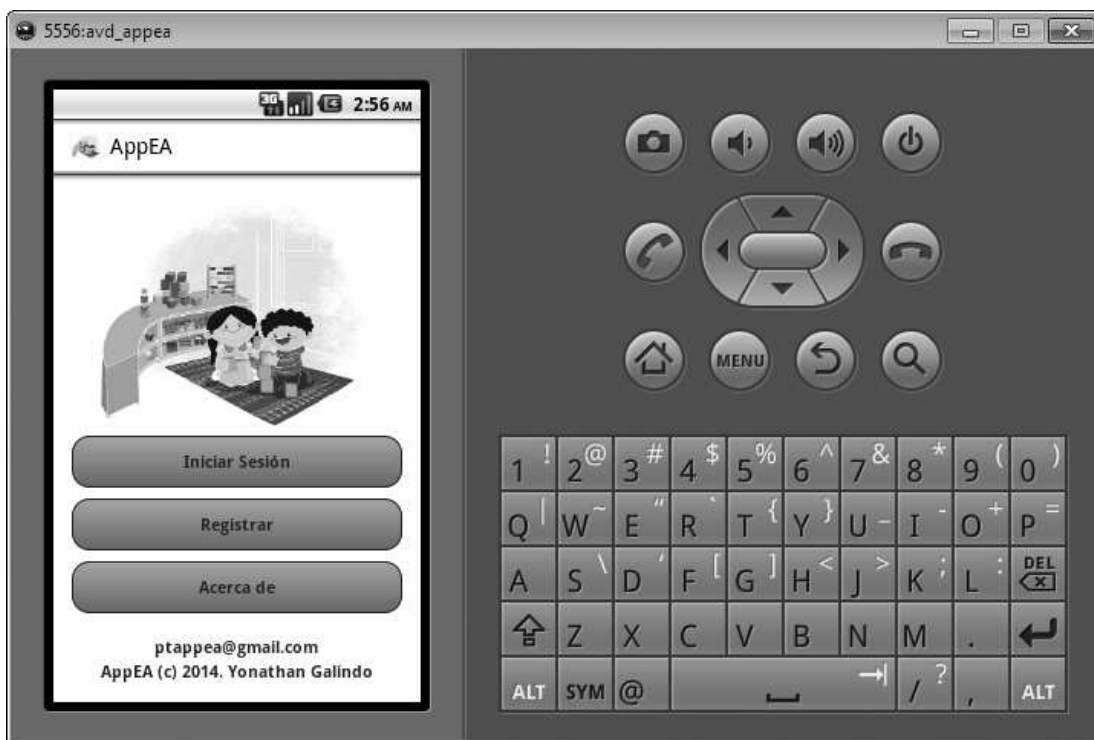 5556:avd_appea
3G 2:56 AM
AppEA
Iniciar Sesión
Registrar
Acerca de
ptappea@gmail.com
AppEA (c) 2014. Yonathan Galindo
MENU
1 ! 2 @ 3 # 4 $ 5 % 6 ^ 7 & 8 * 9 ( 0 )
Q | W ~ E " R ` T { Y } U _ I - O + P =
A S \ D ' F [ G ] H < J > K ; L : DEL
Z X C V B N M .
ALT SYM @ / ? , ALT